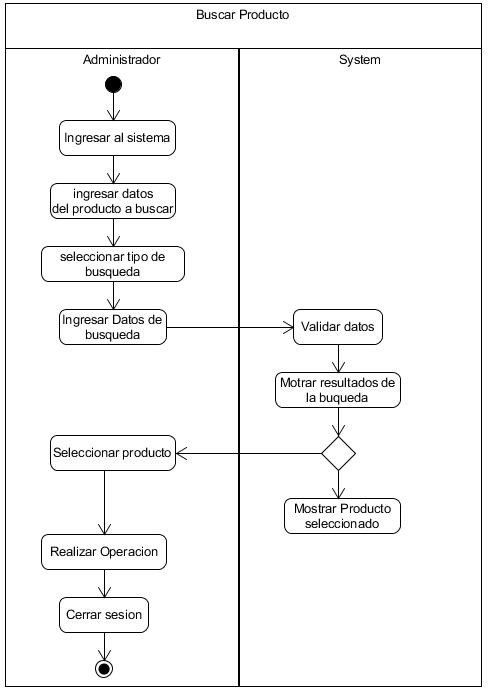 Buscar Producto
Administrador
System
Ingresar al sistema
ingresar datos
del producto a buscar
seleccionar tipo de
busqueda
Ingresar Datos de
busqueda
Validar datos
Motrar resultados de
la buqueda
Seleccionar producto
Mostrar Producto
seleccionado
Realizar Operacion
Cerrar sesion